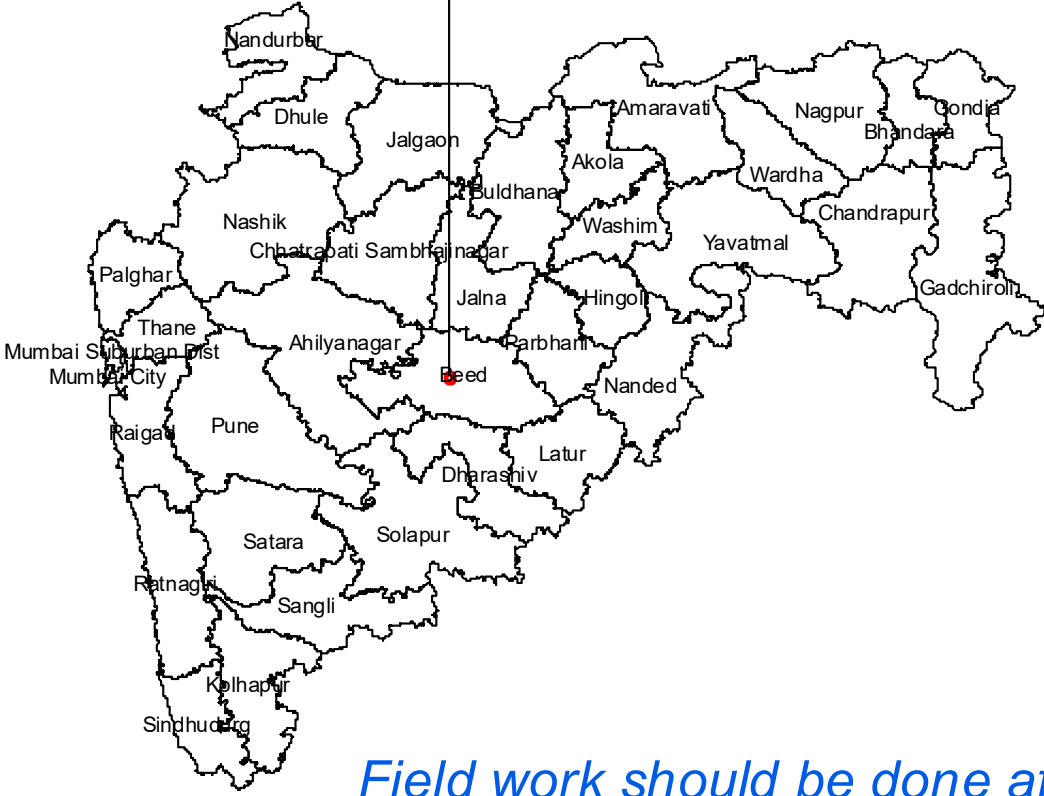 Nandurbar
Dhule
Jalgaon
Amaravati
Nagpur
Gondia
Bhandara
Akola
Buldhana
Wardha
Nashik
Washim
Chandrapur
Chhatrapati Sambhajinagar
Yavatmal
Palghar
Gadchiroli
Jalna
Hingoli
Thane
Ahilyanagar
Parbhani
Mumbai Suburban Dist
Mumbai City
Beed
Nanded
Raigad
Pune
Latur
Dharashiv
Satara
Solapur
Ratnagiri
Sangli
Kolhapur
Sindhudurg
Field work should be done at